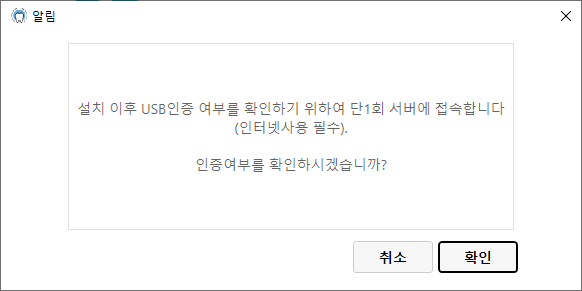 알림
설치 이후 USB인증 여부를 확인하기 위하여 단1회 서버에 접속합니다
(인터넷사용 필수).
인증여부를 확인하시겠습니까?
취소
확인